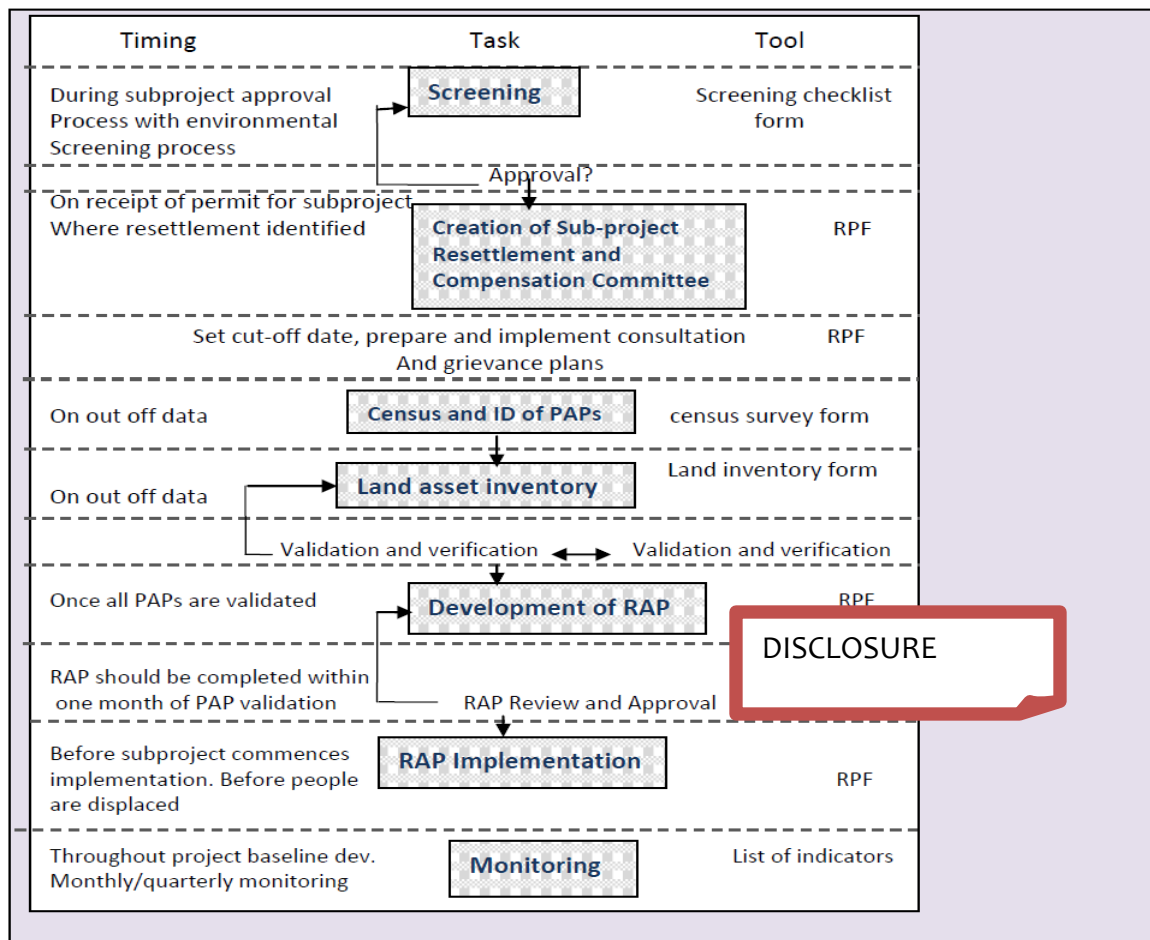 Timing Task Tool
During subproject approval
Process with environmental
Screening process
Screening
Screening checklist
form
Approval?
On receipt of permit for subproject
Where resettlement identified
Creation of Sub-project
Resettlement and
Compensation Committee
RPF
Set cut-off date, prepare and implement consultation
And grievance plans
RPF
On out off data
Census and ID of PAPs
census survey form
On out off data
Land asset inventory
Land inventory form
Validation and verification
Validation and verification
Once all PAPs are validated
Development of RAP
RPF
DISCLOSURE
RAP should be completed within
one month of PAP validation
RAP Review and Approval
Before subproject commences
implementation. Before people
are displaced
RAP Implementation
RPF
Throughout project baseline dev.
Monthly/quarterly monitoring
Monitoring
List of indicators